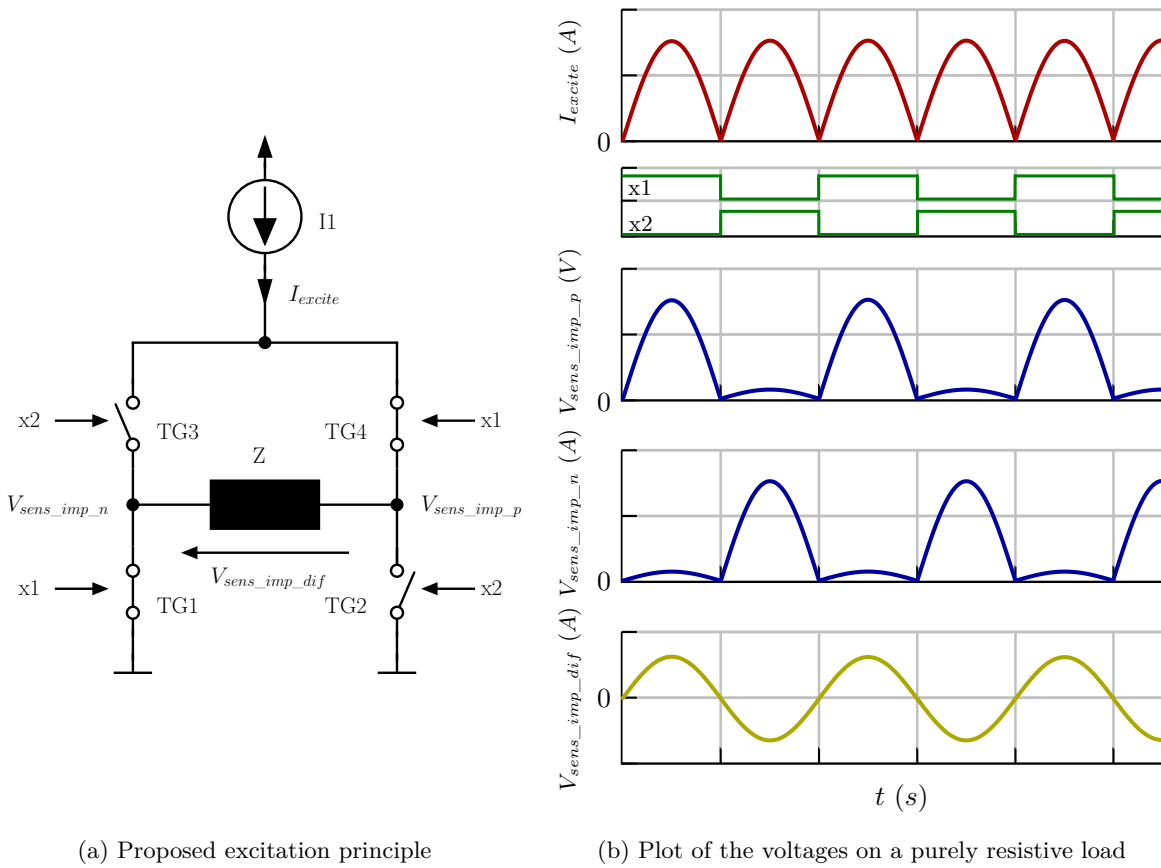 I1
I_excite
x2
TG3
TG4
x1
Z
V_sens_imp_n
V_sens_imp_p
V_sens_imp_dif
x1
TG1
TG2
x2
(a) Proposed excitation principle
I_excite (A)
0
x1
x2
V_sens_imp_p (V)
0
V_sens_imp_n (A)
0
V_sens_imp_dif (A)
0
t (s)
(b) Plot of the voltages on a purely resistive load